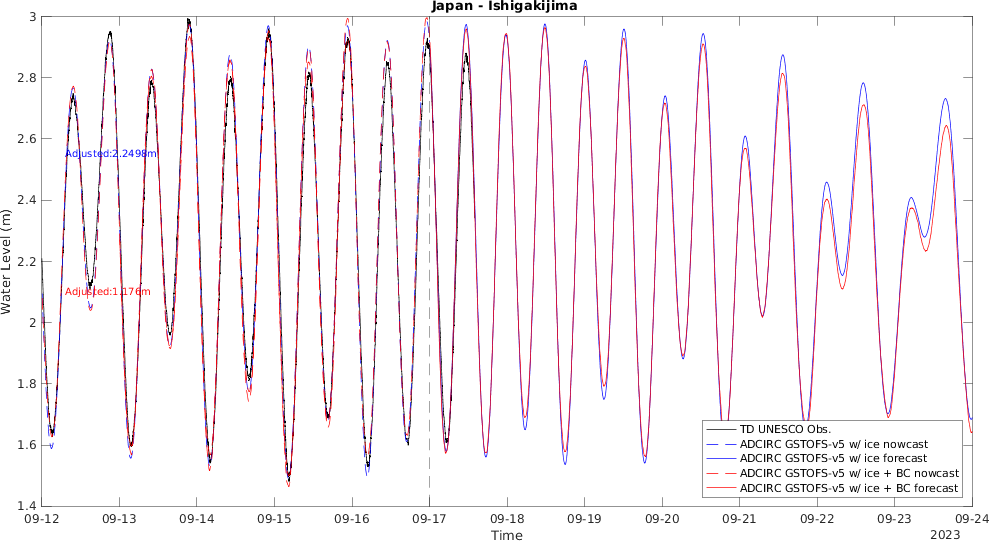 Japan - Ishigakijima
3
2.8
2.6
2.4
2.2
2
1.8
1.6
1.4
Water Level (m)
Adjusted:2.2498m
Adjusted:1.176m
TD UNESCO Obs.
ADCIRC GSTOFS-v5 w/ ice nowcast
ADCIRC GSTOFS-v5 w/ ice forecast
ADCIRC GSTOFS-v5 w/ ice + BC nowcast
ADCIRC GSTOFS-v5 w/ ice + BC forecast
09-12 09-13 09-14 09-15 09-16 09-17 09-18 09-19 09-20 09-21 09-22 09-23 09-24
Time
2023